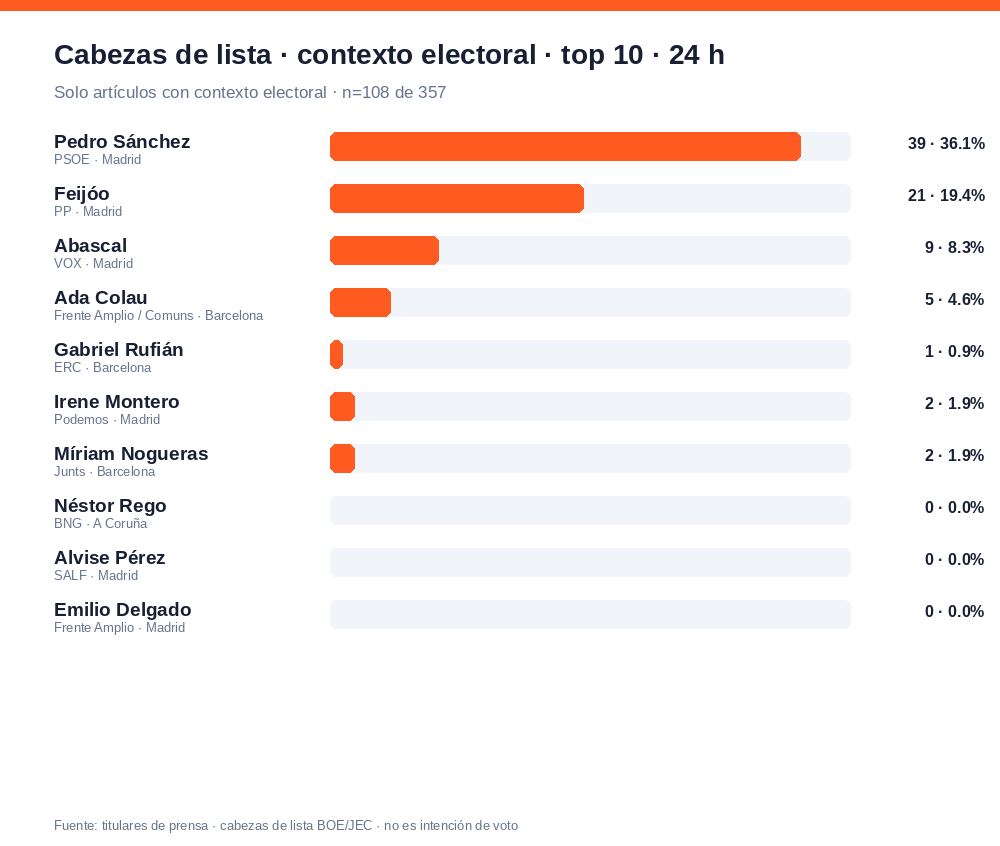 Cabezas de lista · contexto electoral · top 10 · 24 h
Solo artículos con contexto electoral · n=108 de 357
Pedro Sánchez
PSOE · Madrid
39 · 36.1%
Feijóo
PP · Madrid
21 · 19.4%
Abascal
VOX · Madrid
9 · 8.3%
Ada Colau
Frente Amplio / Comuns · Barcelona
5 · 4.6%
Gabriel Rufián
ERC · Barcelona
1 · 0.9%
Irene Montero
Podemos · Madrid
2 · 1.9%
Míriam Nogueras
Junts · Barcelona
2 · 1.9%
Néstor Rego
BNG · A Coruña
0 · 0.0%
Alvise Pérez
SALF · Madrid
0 · 0.0%
Emilio Delgado
Frente Amplio · Madrid
0 · 0.0%
Fuente: titulares de prensa · cabezas de lista BOE/JEC · no es intención de voto